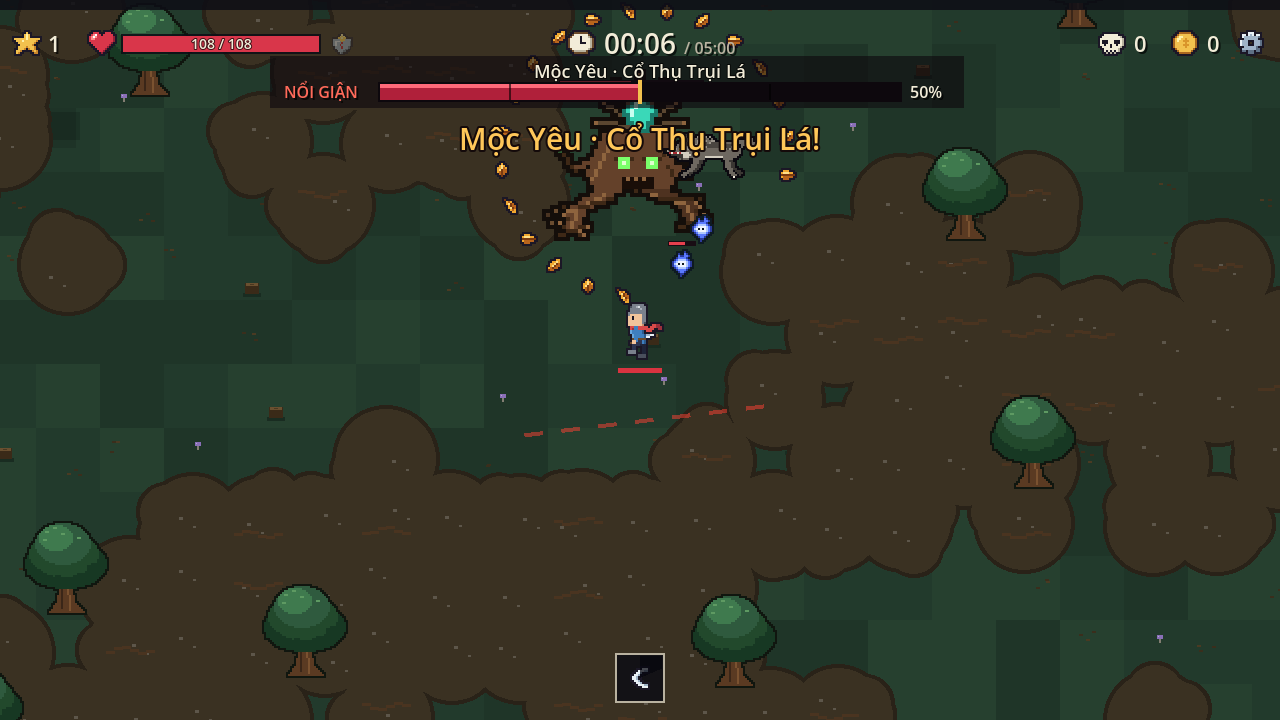 1
108 / 108
00:06 / 05:00
0
0
Mộc Yêu · Cổ Thụ Trụi Lá
NỔI GIẬN
50%
Mộc Yêu · Cổ Thụ Trụi Lá!